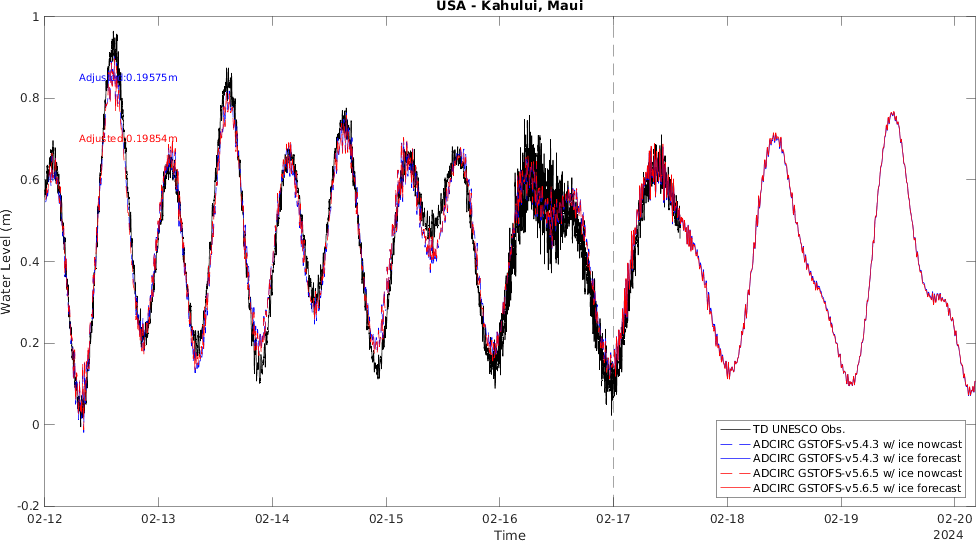 USA - Kahului, Maui
1
0.8
0.6
0.4
0.2
0
-0.2
Water Level (m)
Adjusted:0.19575m
Adjusted:0.19854m
TD UNESCO Obs.
ADCIRC GSTOFS-v5.4.3 w/ ice nowcast
ADCIRC GSTOFS-v5.4.3 w/ ice forecast
ADCIRC GSTOFS-v5.6.5 w/ ice nowcast
ADCIRC GSTOFS-v5.6.5 w/ ice forecast
02-12 02-13 02-14 02-15 02-16 02-17 02-18 02-19 02-20
Time 2024